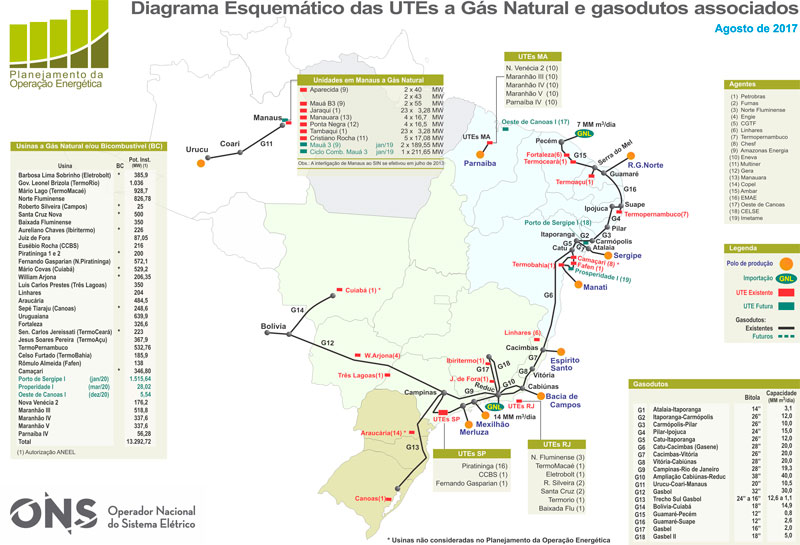 Diagrama Esquemático das UTEs a Gás Natural e gasodutos associados
Agosto de 2017
Planejamento da
Operação Energética
Usinas a Gás Natural e/ou Bicombustível (BC)
Usina BC Pot. Inst.
(MW) (1)
Barbosa Lima Sobrinho (Eletrobolt) * 385,9
Gov. Leonel Brizola (TermoRio) 1.036
Mário Lago (TermoMacaé) 928,7
Norte Fluminense 826,78
Roberto Silveira (Campos) * 25
Santa Cruz Nova * 500
Baixada Fluminense 350
Aureliano Chaves (Ibiritermo) * 226
Juiz de Fora * 87,05
Eusébio Rocha (CCBS) 216
Piratininga 1 e 2 * 200
Fernando Gasparian (N.Piratininga) 572,1
Mário Covas (Cuiabá) * 529,2
William Arjona * 206,35
Luis Carlos Prestes (Três Lagoas) 350
Linhares 204
Araucária 484,5
Sepé Tiaraju (Canoas) * 248,6
Uruguaiana 639,9
Fortaleza 326,6
Sen. Carlos Jereissati (TermoCeará) * 223
Jesus Soares Pereira (TermoAçu) 367,9
TermoPernambuco 532,76
Celso Furtado (TermoBahia) 185,9
Rômulo Almeida (Fafen) 138
Camaçari * 346,80
Porto de Sergipe I (jan/20) 1.515,64
Properidade I (mar/20) 28,02
Oeste de Canoas I (dez/20) 5,54
Nova Venécia 2 176,2
Maranhão III 518,8
Maranhão IV 337,6
Maranhão V 337,6
Parnaíba IV 56,28
Total 13.292,72
(1) Autorização ANEEL
Unidades em Manaus a Gás Natural
Aparecida (9) 2 x 40 MW
2 x 43 MW
Mauá B3 (9) 2 x 55 MW
Jaraqui (1) 23 x 3,28 MW
Manauara (13) 4 x 16,7 MW
Ponta Negra (12) 4 x 16,5 MW
Tambaqui (1) 23 x 3,28 MW
Cristiano Rocha (11) 5 x 17,08 MW
Mauá 3 (9) jan/19 2 x 189,55 MW
Ciclo Comb. Mauá 3 jan/19 1 x 211,65 MW
Obs.: A interligação de Manaus ao SIN se efetivou em julho de 2013
UTEs MA
N. Venécia 2 (10)
Maranhão III (10)
Maranhão IV (10)
Maranhão V (10)
Parnaíba IV (10)
Agentes
(1) Petrobras
(2) Furnas
(3) Norte Fluminense
(4) Engie
(5) CGTF
(6) Linhares
(7) Termopernambuco
(8) Chesf
(9) Amazonas Energia
(10) Eneva
(11) Multiner
(12) Gera
(13) Manauara
(14) Copel
(15) Ambar
(16) EMAE
(17) Oeste de Canoas
(18) CELSE
(19) Imetame
Legenda
Polo de produção
Importação GNL
UTE Existente
UTE Futura
Gasodutos:
Existentes
Futuros
Gasodutos
Bitola Capacidade
(MM m³/dia)
G1 Atalaia-Itaporanga 14" 3,1
G2 Itaporanga-Carmópolis 26" 12,0
G3 Carmópolis-Pilar 26" 10,0
G4 Pilar-Ipojuca 24" 15,0
G5 Catu-Itaporanga 26" 12,0
G6 Catu-Cacimbas (Gasene) 28" 20,0
G7 Cacimbas-Vitória 26" 20,0
G8 Vitória-Cabiúnas 28" 20,0
G9 Campinas-Rio de Janeiro 28" 19,3
G10 Ampliação Cabiúnas-Reduc 38" 40,0
G11 Urucu-Coari-Manaus 20" 10,5
G12 Gasbol 32" 30,0
G13 Trecho Sul Gasbol 24" a 16" 12,6 a 1,1
G14 Bolívia-Cuiabá 18" 14,9
G15 Guamaré-Pecém 12" 0,8
G16 Guamaré-Suape 12" 2,6
G17 Gasbel 16" 2,0
G18 Gasbel II 18" 5,0
Manaus
Coari
G11
Urucu
UTEs MA
Parnaíba
Oeste de Canoas I (17)
7 MM m³/dia
Pecém GNL
Fortaleza(5)
Termoceará(1)
G15
Serra do Mel
Termoaçu(1)
Guamaré
R.G.Norte
G16
Ipojuca
Suape
Termopernambuco(7)
G4
Pilar
Porto de Sergipe I (18)
Itaporanga
G3
G2
Carmópolis
G5
G1
Catu
Atalaia
Sergipe
Camaçari (8) *
Termobahia(1)
Fafen (1)
Prosperidade I (19)
Manati
G6
Cuiabá (1) *
G14
Bolívia
G12
W.Arjona(4)
Três Lagoas(1)
Linhares (6)
Cacimbas
Espírito
Santo
Ibiritermo(1)
G18
G17
G7
J. de Fora(1)
Vitória
G8
Reduc
Campinas
G9
G10
Cabiúnas
Bacia de
Campos
GNL
UTEs RJ
14 MM m³/dia
UTEs SP
Mexilhão
Merluza
Araucária(14) *
G13
Canoas(1)
UTEs SP
Piratininga (16)
CCBS (1)
Fernando Gasparian (1)
UTEs RJ
N. Fluminense (3)
TermoMacaé (1)
Eletrobolt (1)
R. Silveira (2)
Santa Cruz (2)
Termorio (1)
Baixada Flu (1)
ONS
Operador Nacional
do Sistema Elétrico
* Usinas não consideradas no Planejamento da Operação Energética